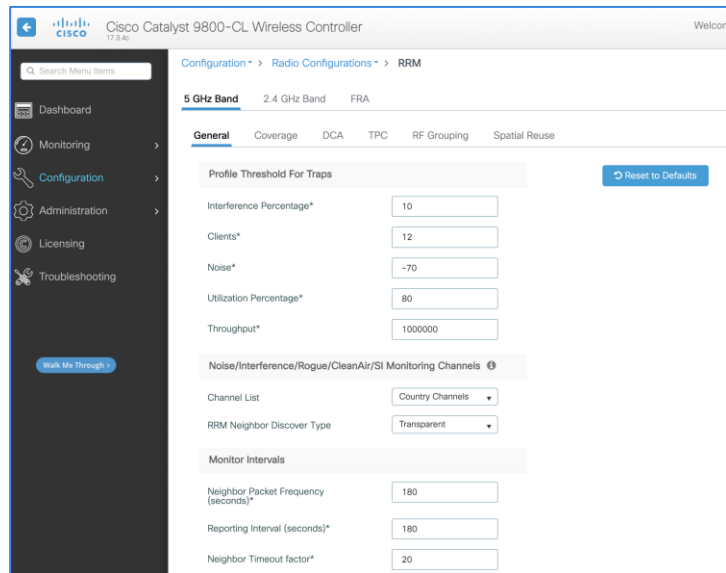 CISCO
Cisco Catalyst 9800-CL Wireless Controller
17.3.4c
Welcom
Search Menu Items
Dashboard
Monitoring
Configuration
Administration
Licensing
Troubleshooting
Walk Me Through >
Configuration > Radio Configurations > RRM
5 GHz Band 2.4 GHz Band FRA
General Coverage DCA TPC RF Grouping Spatial Reuse
Profile Threshold For Traps
Reset to Defaults
Interference Percentage* 10
Clients* 12
Noise* -70
Utilization Percentage* 80
Throughput* 1000000
Noise/Interference/Rogue/CleanAir/SI Monitoring Channels
Channel List Country Channels
RRM Neighbor Discover Type Transparent
Monitor Intervals
Neighbor Packet Frequency
(seconds)* 180
Reporting Interval (seconds)* 180
Neighbor Timeout factor* 20